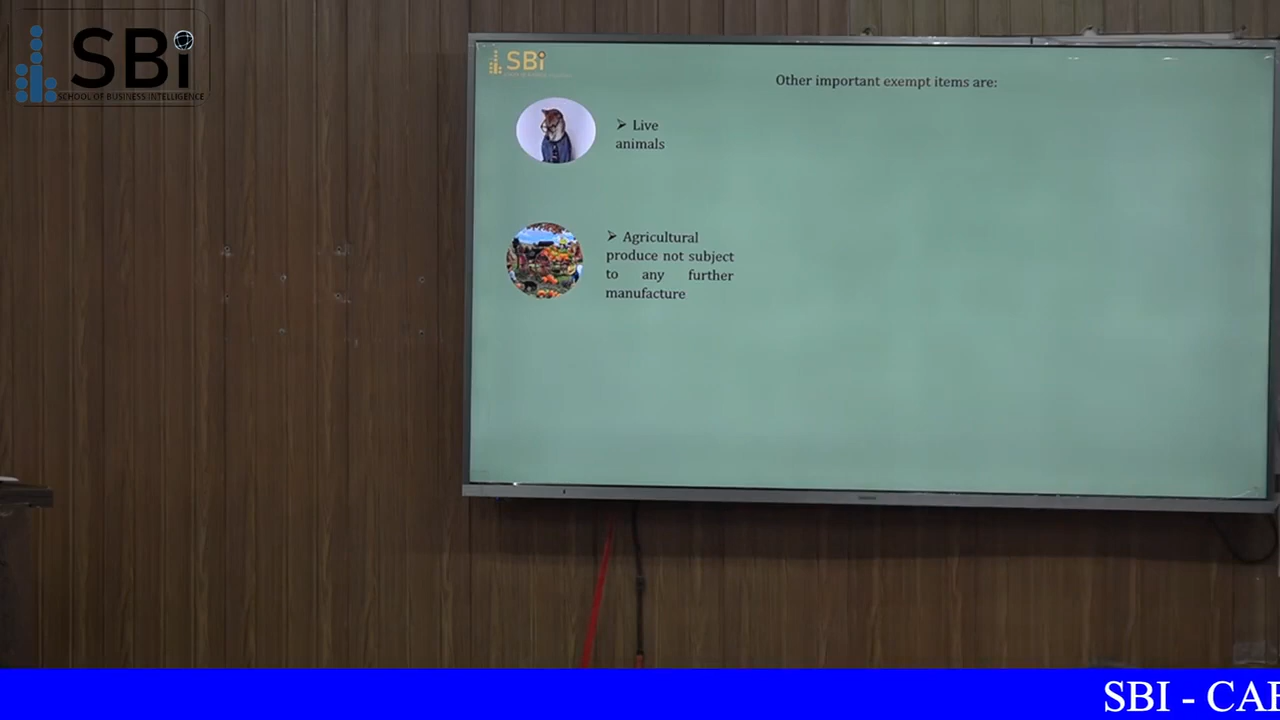 SBi
SCHOOL OF BUSINESS INTELLIGENCE
SBi
Other important exempt items are:
➢ Live
animals
➢ Agricultural
produce not subject
to any further
manufacture
SBI - CAF